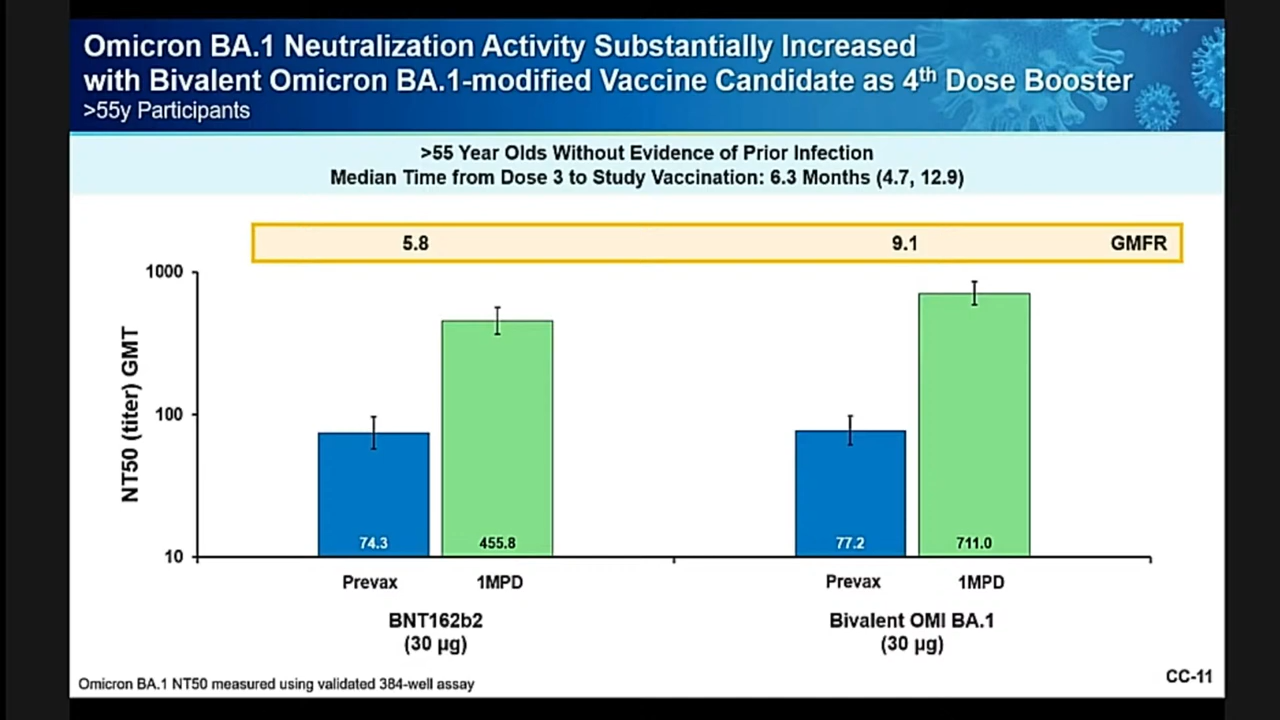 Omicron BA.1 Neutralization Activity Substantially Increased
with Bivalent Omicron BA.1-modified Vaccine Candidate as 4th Dose Booster
>55y Participants
>55 Year Olds Without Evidence of Prior Infection
Median Time from Dose 3 to Study Vaccination: 6.3 Months (4.7, 12.9)
5.8 9.1 GMFR
NT50 (titer) GMT
1000
100
10
74.3 455.8 77.2 711.0
Prevax 1MPD Prevax 1MPD
BNT162b2 Bivalent OMI BA.1
(30 µg) (30 µg)
CC-11
Omicron BA.1 NT50 measured using validated 384-well assay